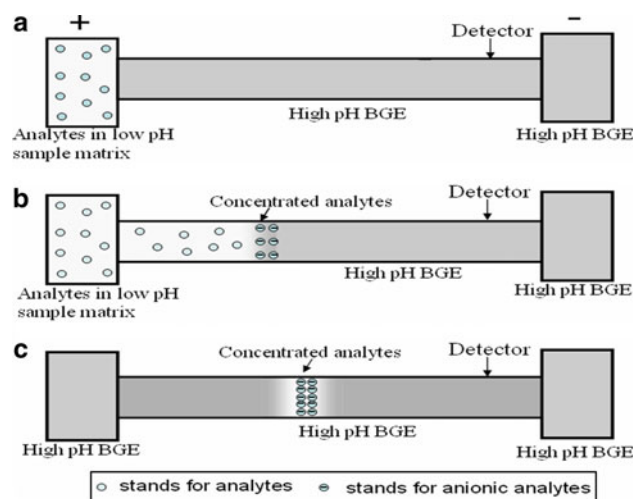 a
+
−
Detector
High pH BGE
Analytes in low pH
sample matrix
High pH BGE
b
Concentrated analytes
Detector
High pH BGE
Analytes in low pH
sample matrix
High pH BGE
c
Concentrated analytes
Detector
High pH BGE
High pH BGE
High pH BGE
stands for analytes
stands for anionic analytes